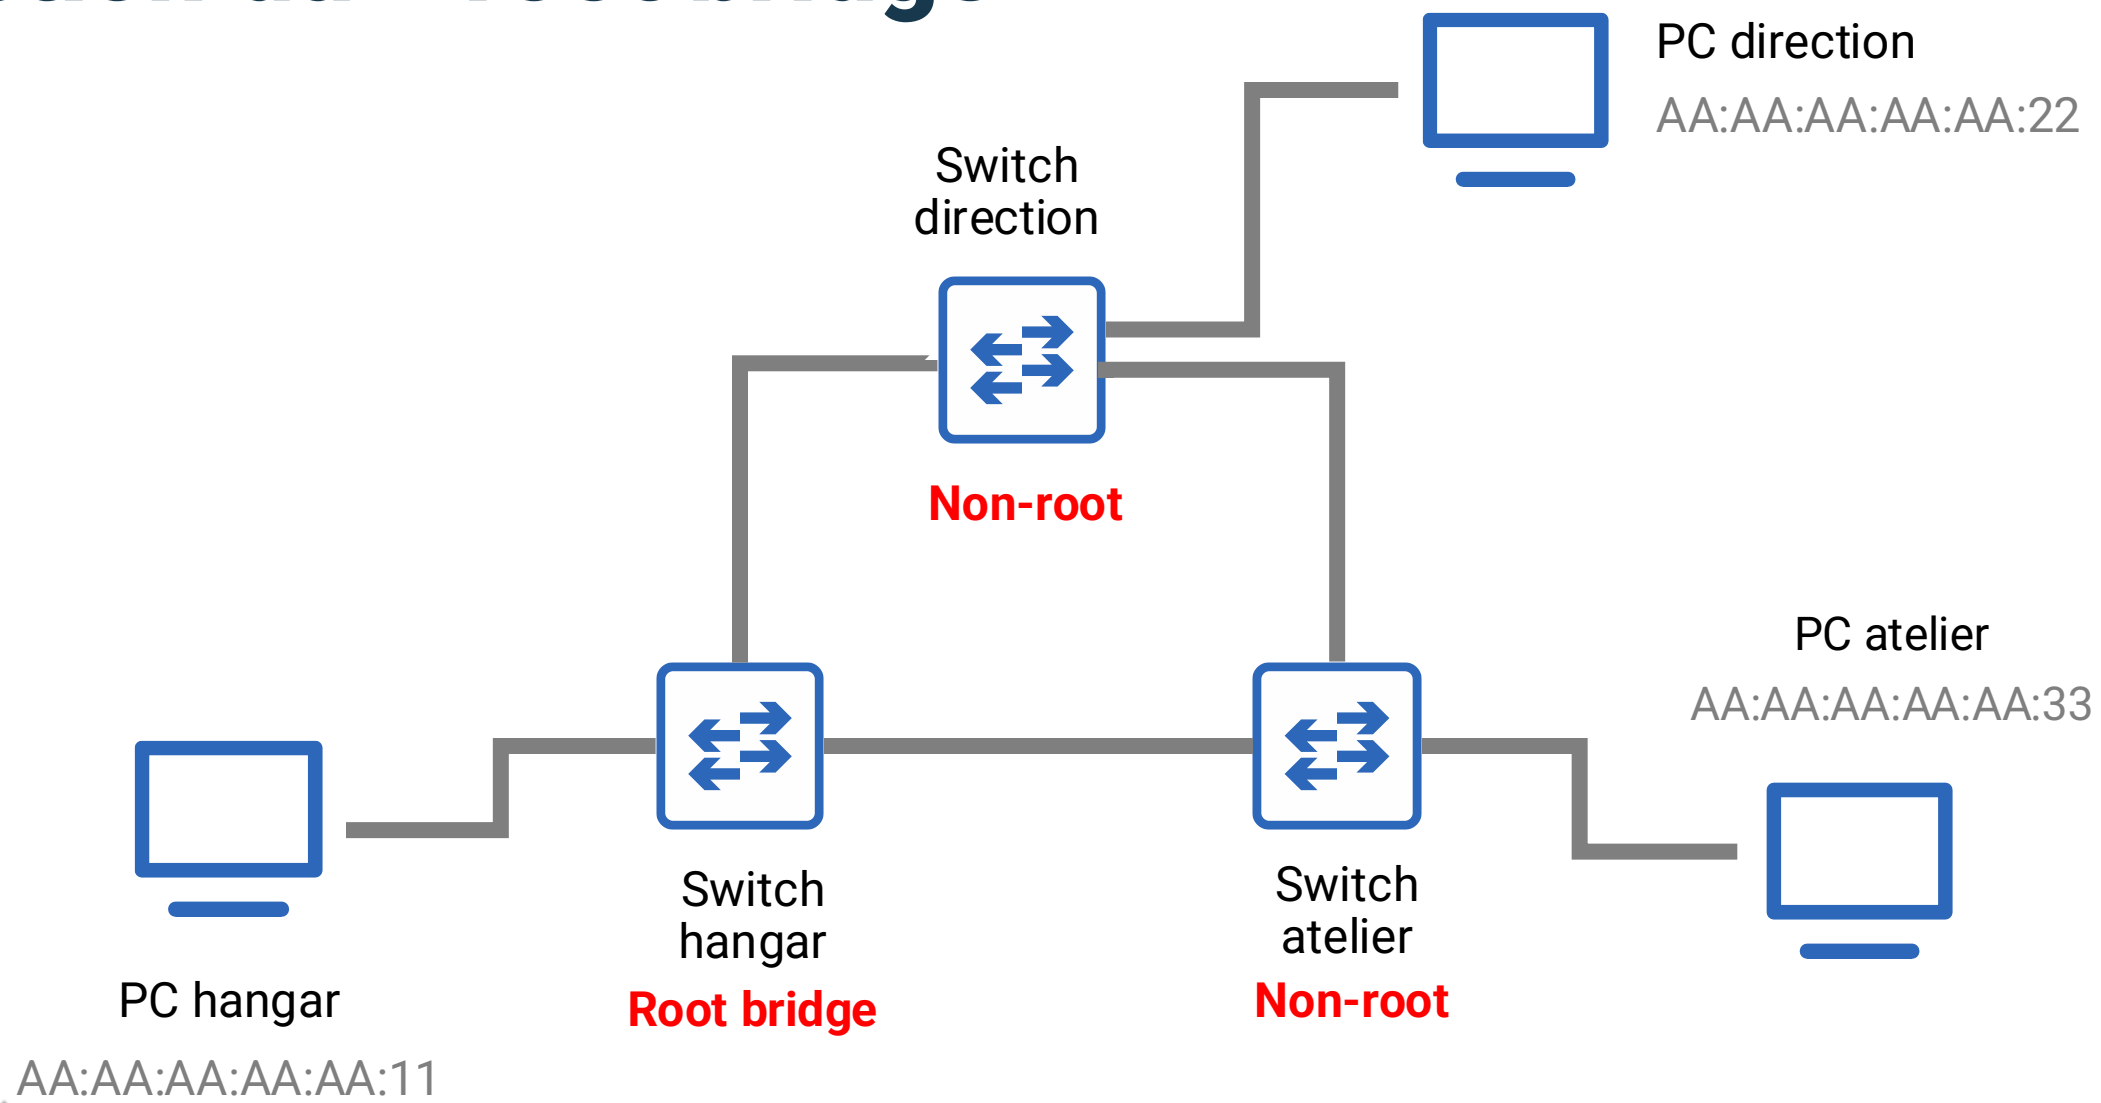 PC direction
AA:AA:AA:AA:AA:22
Switch
direction
Non-root
PC atelier
AA:AA:AA:AA:AA:33
Switch
hangar
Root bridge
Switch
atelier
Non-root
PC hangar
AA:AA:AA:AA:AA:11